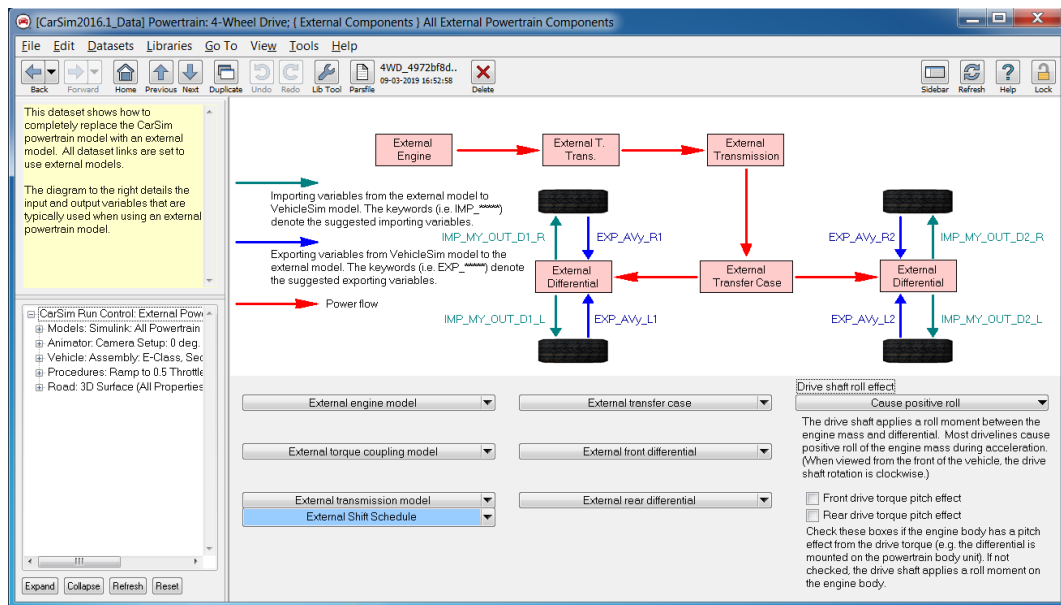 [CarSim2016.1_Data] Powertrain: 4-Wheel Drive; { External Components } All External Powertrain Components
File Edit Datasets Libraries Go To View Tools Help
Back Forward Home Previous Next Duplicate Undo Redo Lib Tool Parsfile
4WD_4972bf8d..
09-03-2019 16:52:58
Delete Sidebar Refresh Help Lock
This dataset shows how to
completely replace the CarSim
powertrain model with an external
model. All dataset links are set to
use external models.
The diagram to the right details the
input and output variables that are
typically used when using an external
powertrain model.
CarSim Run Control: External Pow
Models: Simulink: All Powertrain
Animator: Camera Setup: 0 deg.
Vehicle: Assembly: E-Class, Sec
Procedures: Ramp to 0.5 Throttle
Road: 3D Surface (All Properties
Expand Collapse Refresh Reset
External
Engine
External T.
Trans.
External
Transmission
Importing variables from the external model to
VehicleSim model. The keywords (i.e. IMP_*****)
denote the suggested importing variables.
Exporting variables from VehicleSim model to the
external model. The keywords (i.e. EXP_*****) denote
the suggested exporting variables.
Power flow
IMP_MY_OUT_D1_R
EXP_AVy_R1
EXP_AVy_R2
IMP_MY_OUT_D2_R
External
Differential
External
Transfer Case
External
Differential
IMP_MY_OUT_D1_L
EXP_AVy_L1
EXP_AVy_L2
IMP_MY_OUT_D2_L
External engine model
External transfer case
External torque coupling model
External front differential
External transmission model
External rear differential
External Shift Schedule
Drive shaft roll effect
Cause positive roll
The drive shaft applies a roll moment between the
engine mass and differential. Most drivelines cause
positive roll of the engine mass during acceleration.
(When viewed from the front of the vehicle, the drive
shaft rotation is clockwise.)
Front drive torque pitch effect
Rear drive torque pitch effect
Check these boxes if the engine body has a pitch
effect from the drive torque (e.g. the differential is
mounted on the powertrain body unit). If not
checked, the drive shaft applies a roll moment on
the engine body.